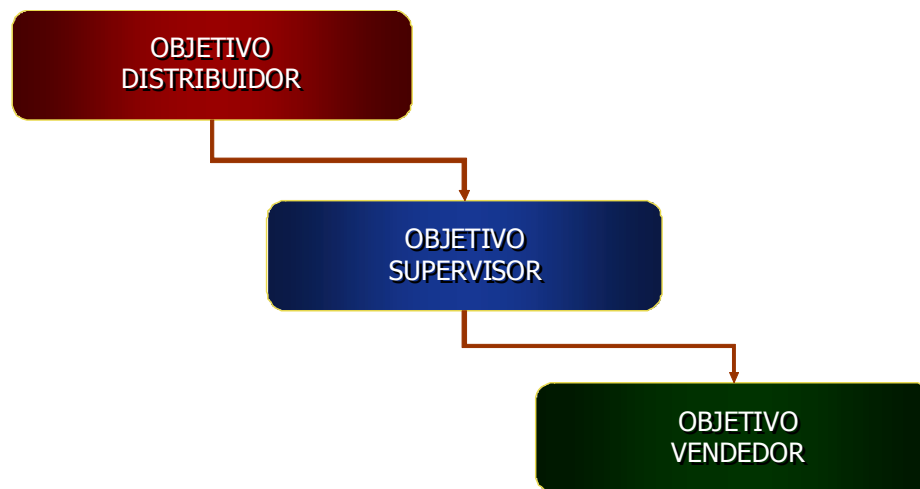 OBJETIVO
DISTRIBUIDOR
OBJETIVO
SUPERVISOR
OBJETIVO
VENDEDOR